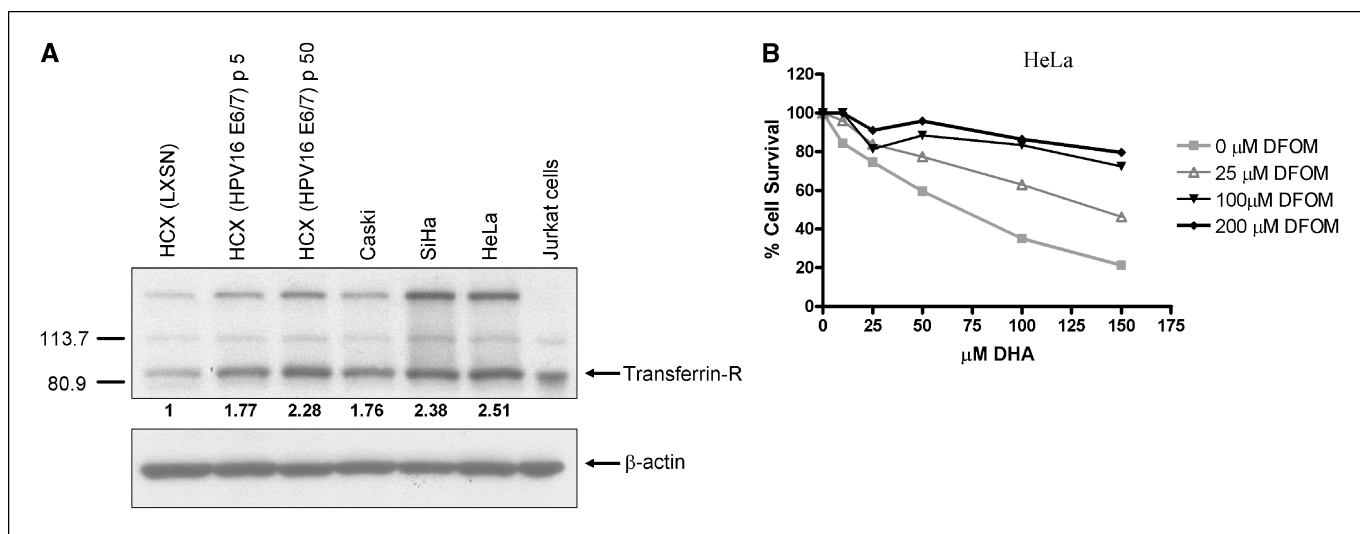 A
HCX (LXSN)
HCX (HPV16 E6/7) p 5
HCX (HPV16 E6/7) p 50
Caski
SiHa
HeLa
Jurkat cells
113.7
80.9
Transferrin-R
1 1.77 2.28 1.76 2.38 2.51
β-actin
B
HeLa
120
100
80
60
40
20
0
% Cell Survival
0 25 50 75 100 125 150 175
µM DHA
0 µM DFOM
25 µM DFOM
100µM DFOM
200 µM DFOM